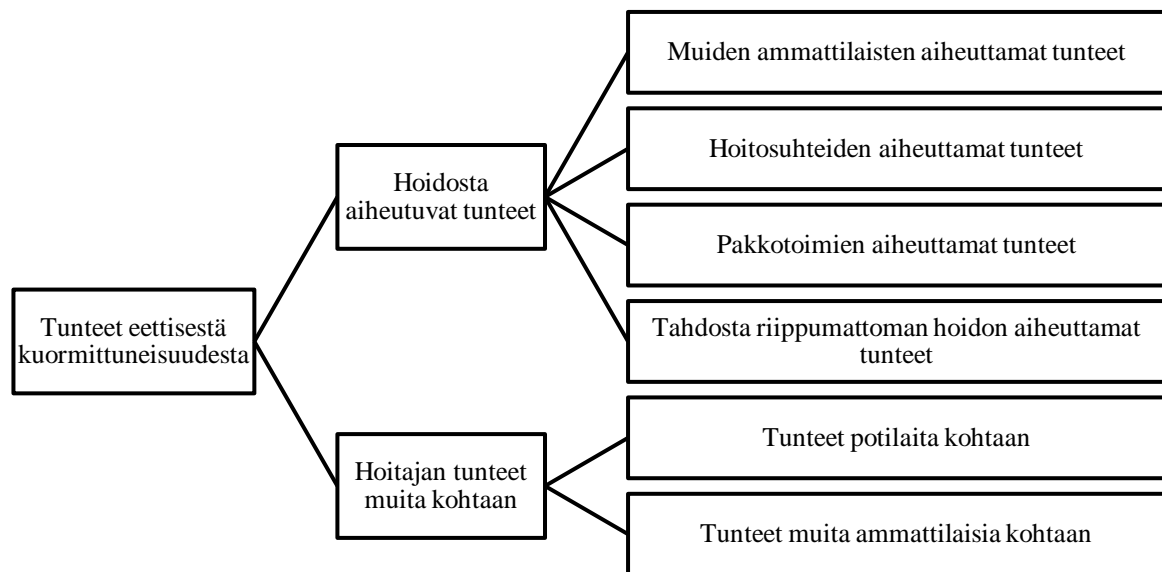 Muiden ammattilaisten aiheuttamat tunteet
Hoitosuhteiden aiheuttamat tunteet
Hoidosta
aiheutuvat tunteet
Pakkotoimien aiheuttamat tunteet
Tahdosta riippumattoman hoidon aiheuttamat
tunteet
Tunteet eettisestä
kuormittuneisuudesta
Tunteet potilaita kohtaan
Hoitajan tunteet
muita kohtaan
Tunteet muita ammattilaisia kohtaan